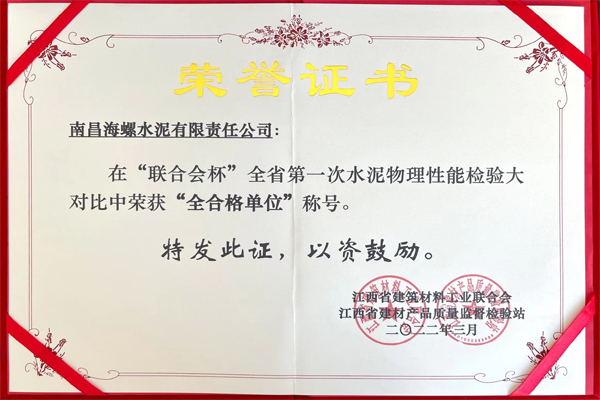 荣誉证书
南昌海螺水泥有限责任公司：
在“联合会杯”全省第一次水泥物理性能检验大
对比中荣获“全合格单位”称号。
特发此证，以资鼓励。
江西省建筑材料工业联合会
江西省建材产品质量监督检验站
二〇二二年三月